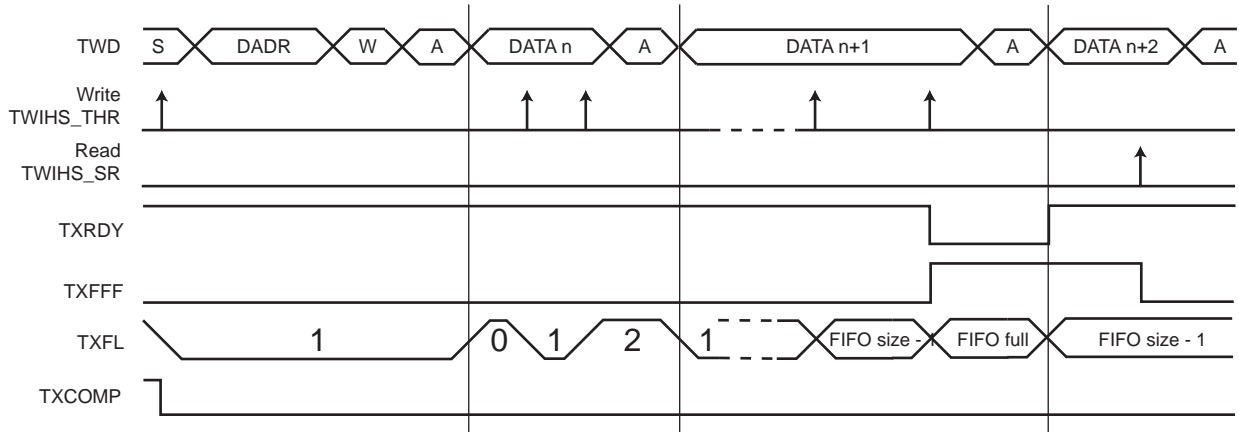 TWD S DADR W A DATA n A DATA n+1 A DATA n+2 A
Write
TWIHS_THR
Read
TWIHS_SR
TXRDY
TXFFF
TXFL 1 0 1 2 1 FIFO size - 1 FIFO full FIFO size - 1
TXCOMP